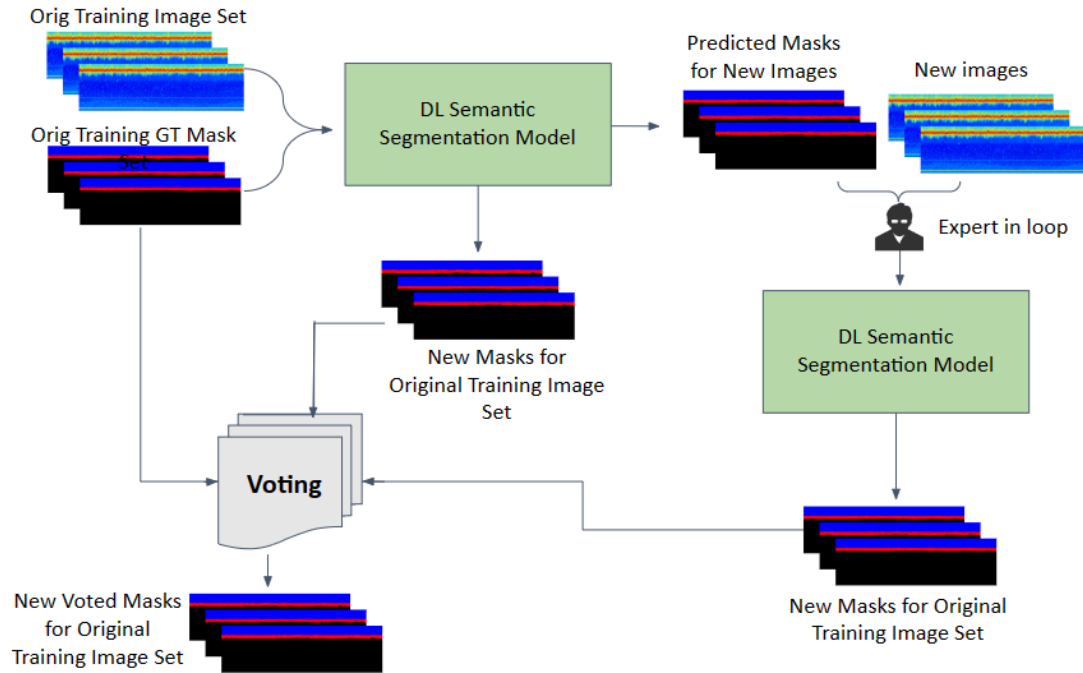 Orig Training Image Set
Orig Training GT Mask
Set
DL Semantic
Segmentation Model
Predicted Masks
for New Images
New images
Expert in loop
DL Semantic
Segmentation Model
New Masks for
Original Training Image
Set
Voting
New Voted Masks
for Original
Training Image Set
New Masks for Original
Training Image Set